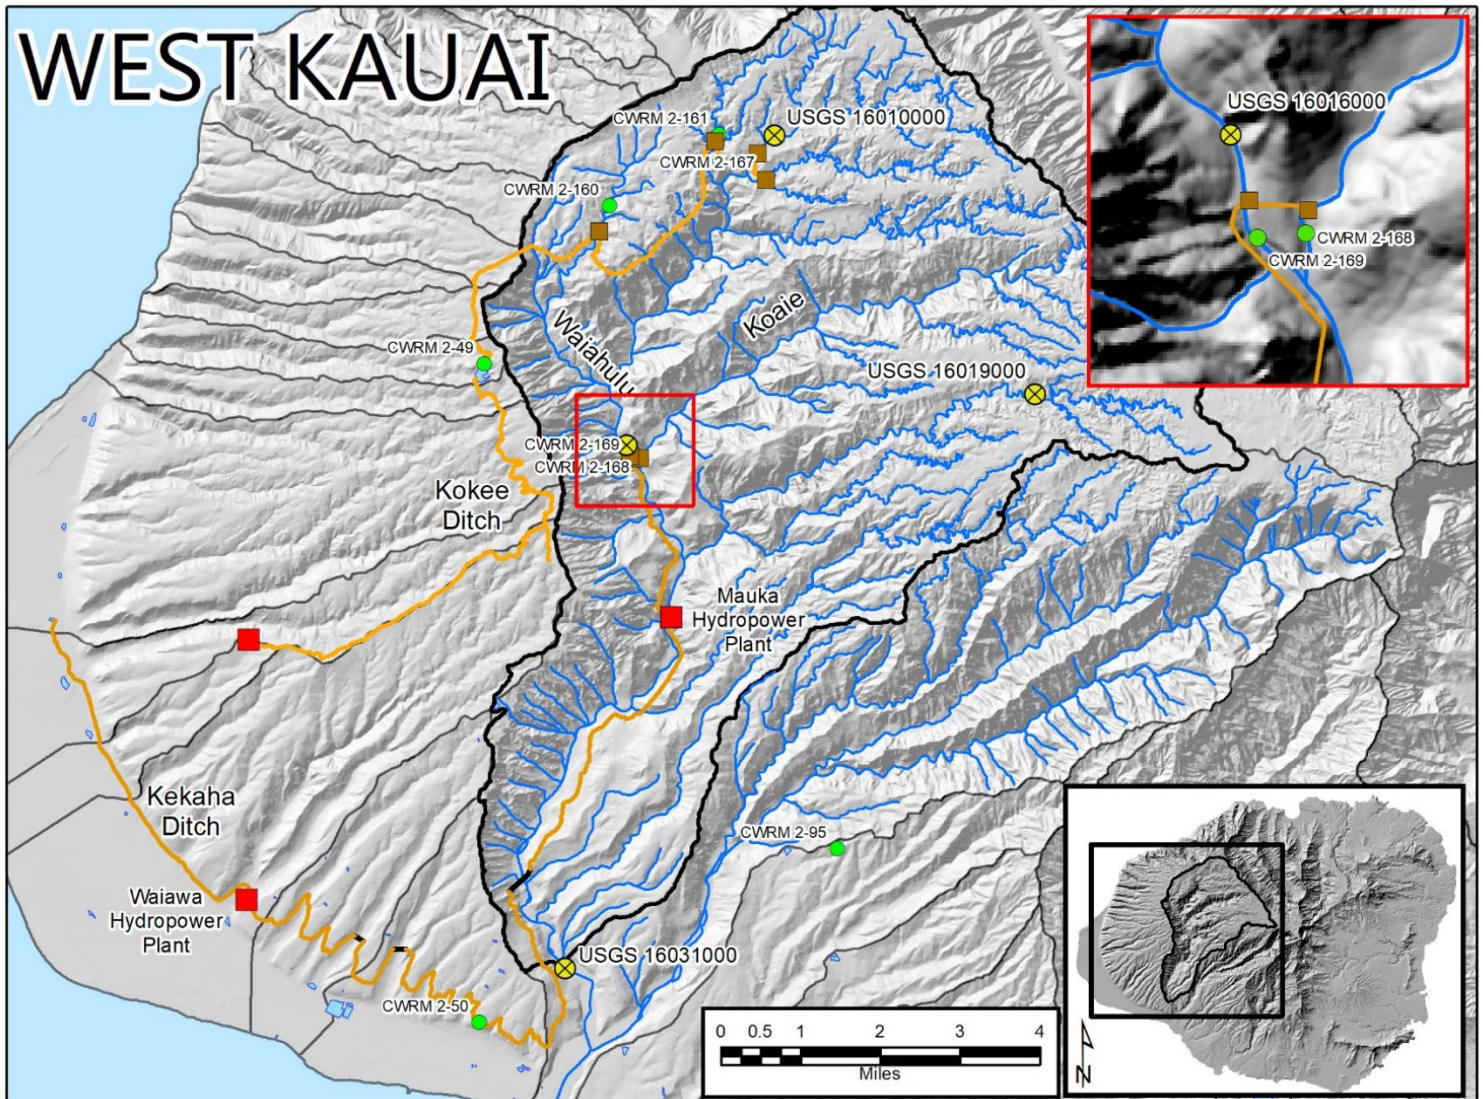 WEST KAUAI
CWRM 2-161
USGS 16010000
CWRM 2-167
CWRM 2-160
USGS 16016000
CWRM 2-168
CWRM 2-169
Waiahulu
Koaie
CWRM 2-49
USGS 16019000
CWRM 2-169
CWRM 2-168
Kokee
Ditch
Mauka
Hydropower
Plant
Kekaha
Ditch
CWRM 2-95
Waiawa
Hydropower
Plant
USGS 16031000
CWRM 2-50
0 0.5 1 2 3 4
Miles
N